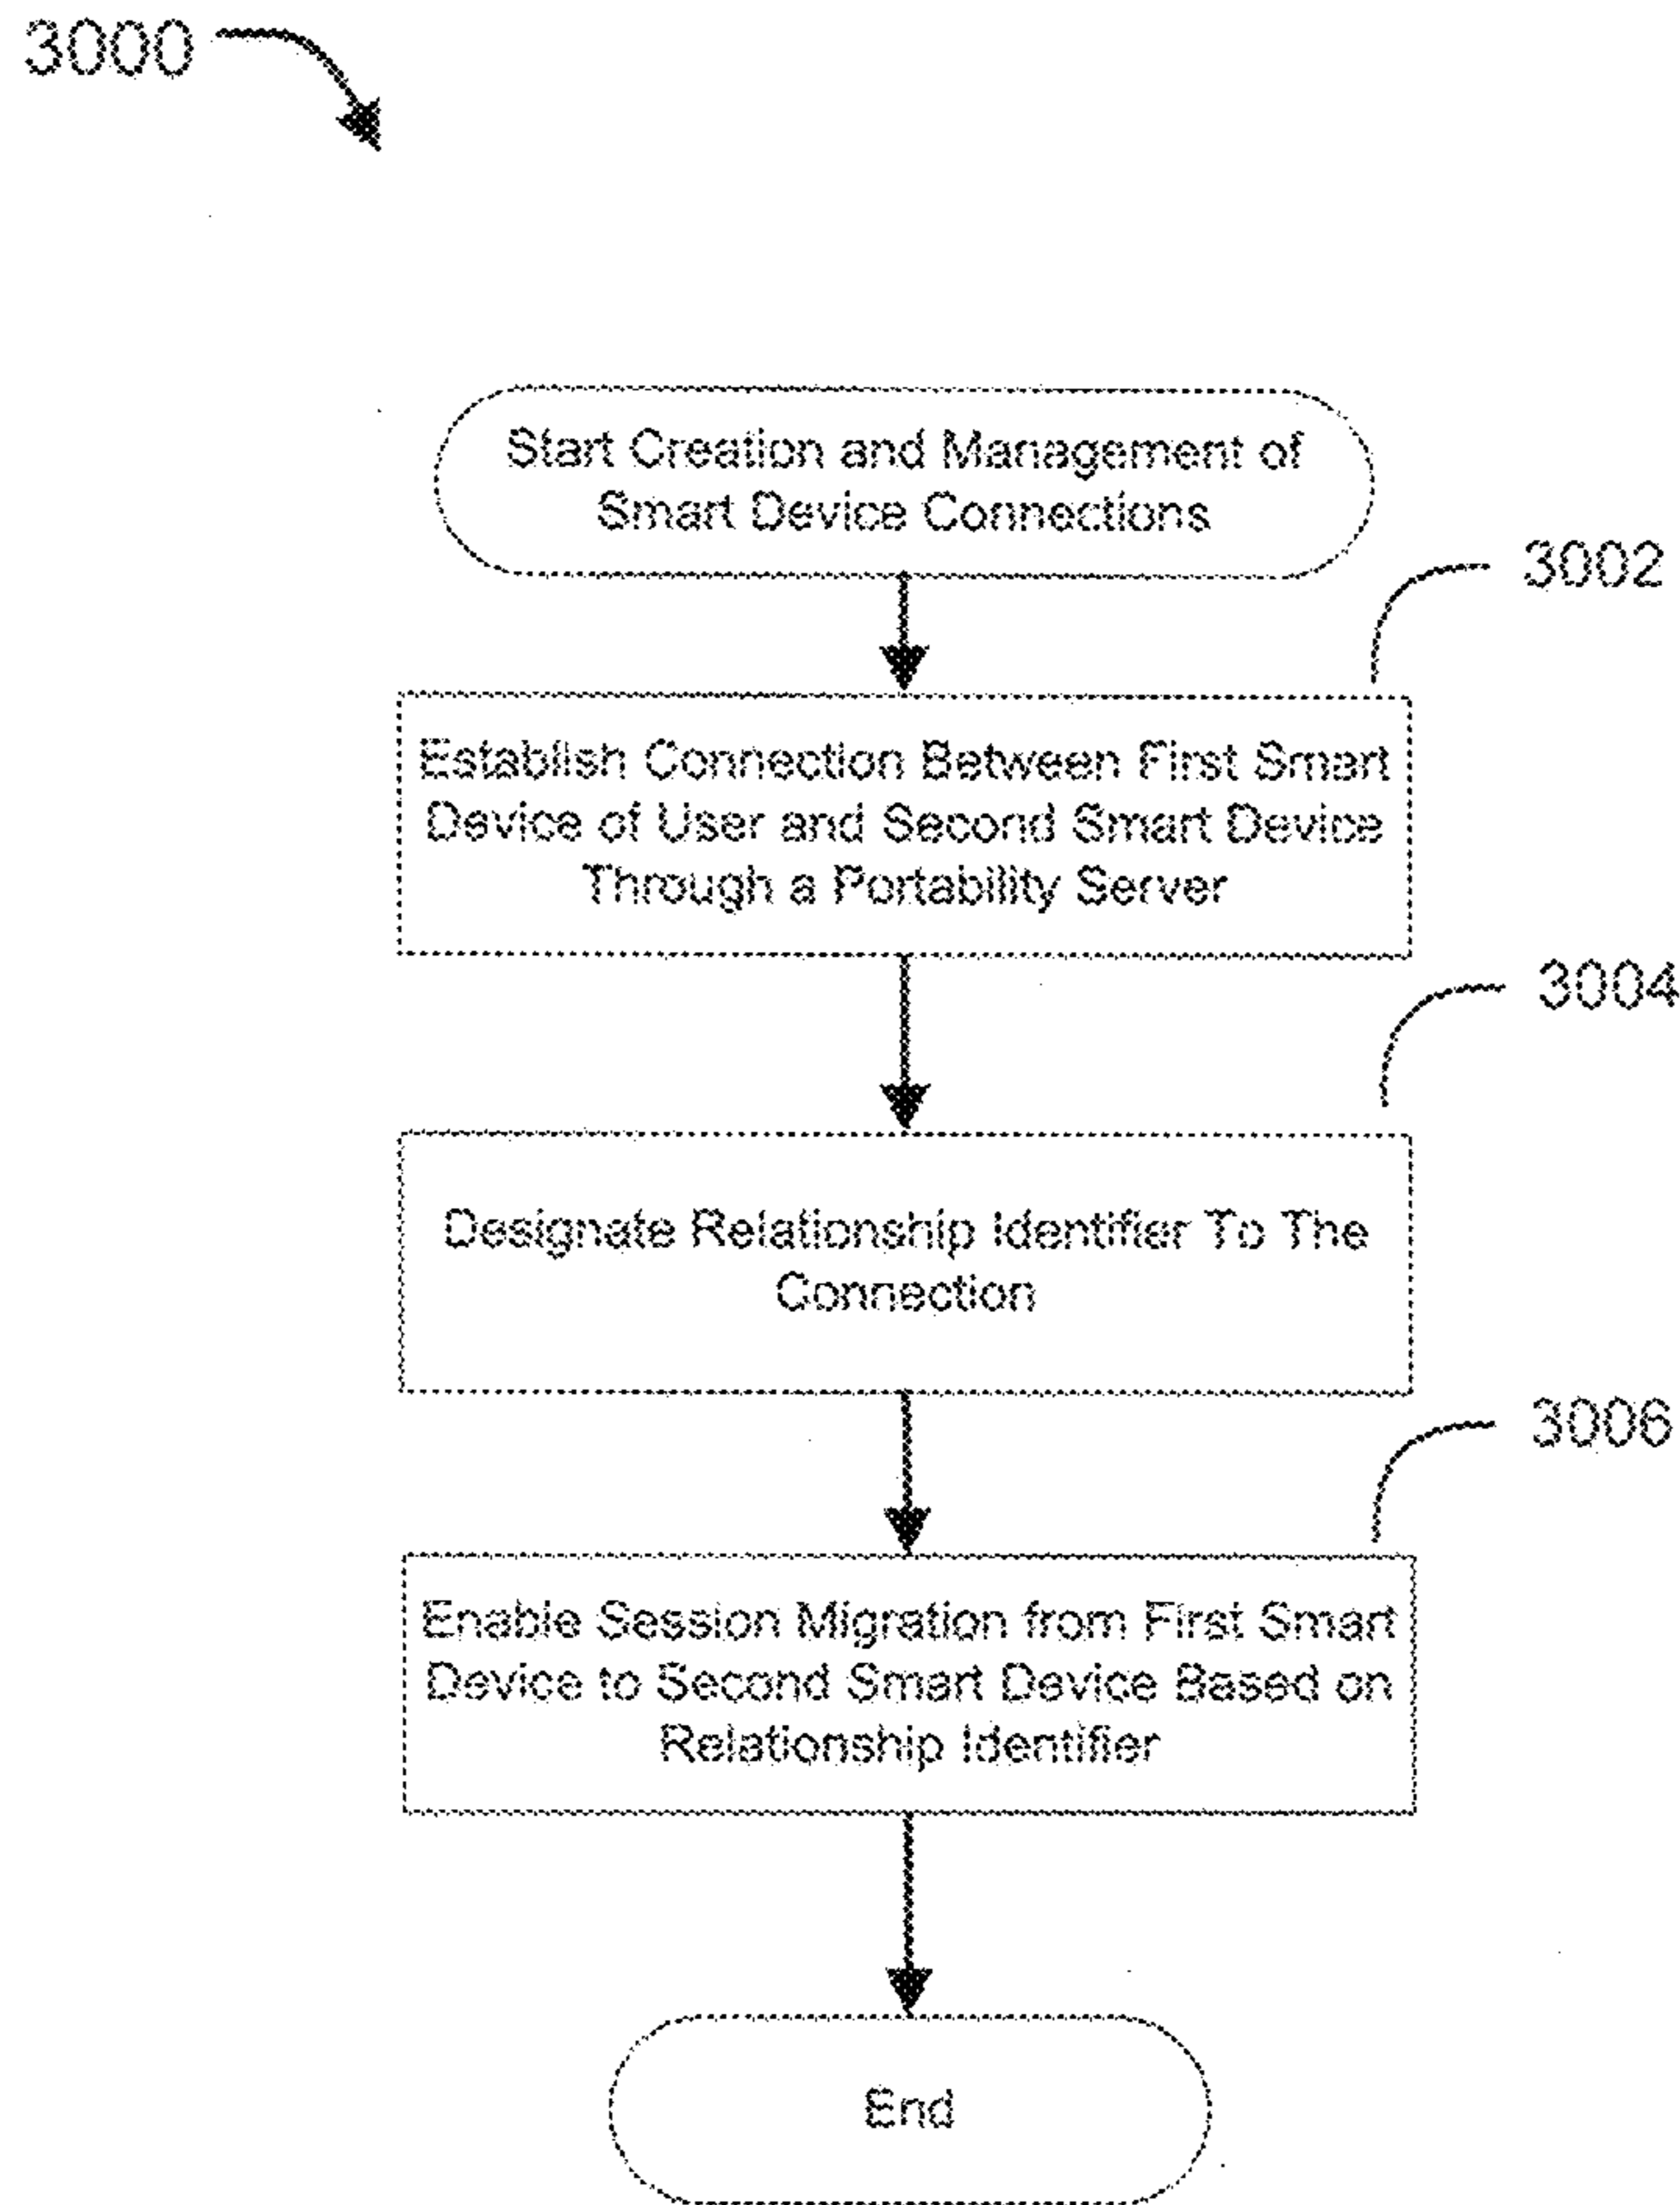 3000
Start Creation and Management of
Smart Device Connections
3002
Establish Connection Between First Smart
Device of User and Second Smart Device
Through a Portability Server
3004
Designate Relationship Identifier To The
Connection
3006
Enable Session Migration from First Smart
Device to Second Smart Device Based on
Relationship Identifier
End